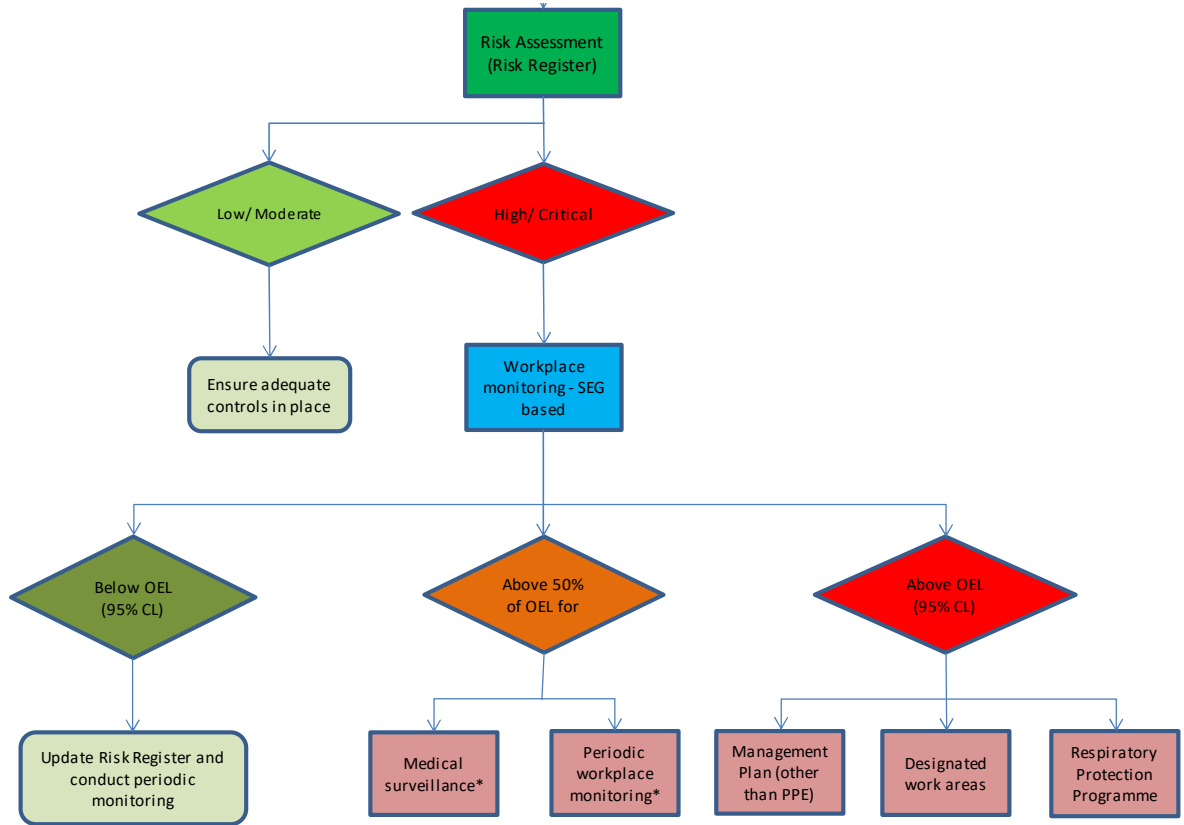 Risk Assessment
(Risk Register)
Low/ Moderate
High/ Critical
Ensure adequate
controls in place
Workplace
monitoring - SEG
based
Below OEL
(95% CL)
Above 50%
of OEL for
Above OEL
(95% CL)
Update Risk Register and
conduct periodic
monitoring
Medical
surveillance*
Periodic
workplace
monitoring*
Management
Plan (other
than PPE)
Designated
work areas
Respiratory
Protection
Programme